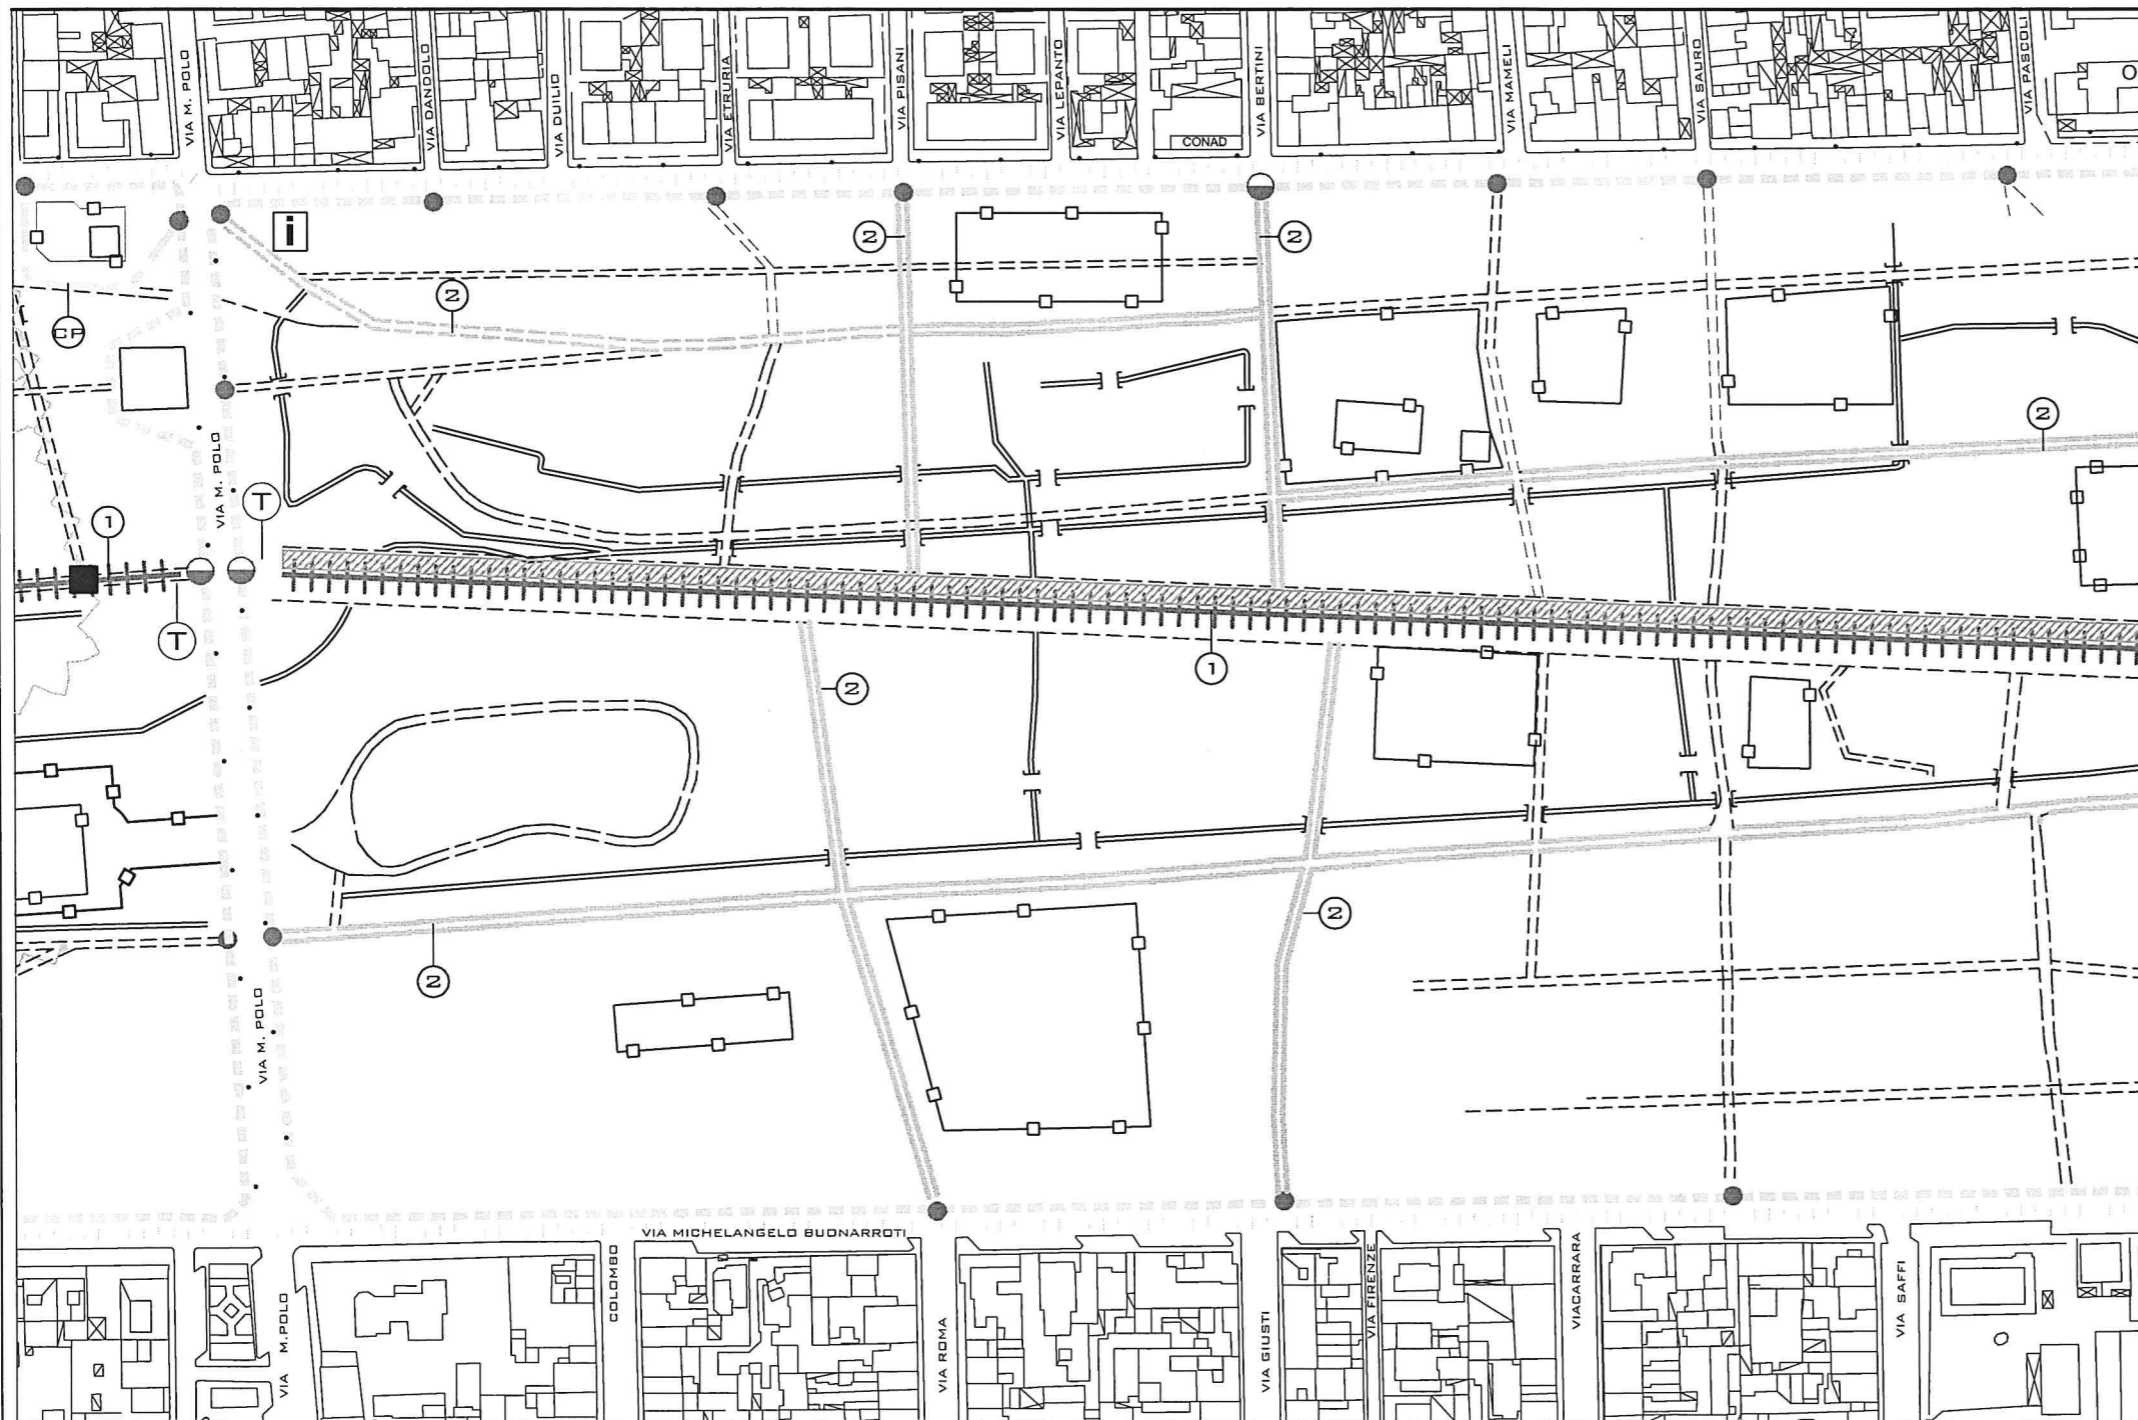 VIA M. POLO
VIA DANDOLO
VIA DUILIO
VIA ETRURIA
VIA PISANI
VIA LEPANTO
CONAD
VIA BERTINI
VIA MAMELI
VIA SAURO
VIA PASCOLI
O
i
2
2
2
CP
2
VIA M. POLO
T
1
T
1
2
2
2
VIA M. POLO
VIA MICHELANGELO BUONARROTI
VIA M.POLO
COLOMBO
VIA ROMA
VIA GIUSTI
VIA FIRENZE
VIACARRARA
VIA SAFFI